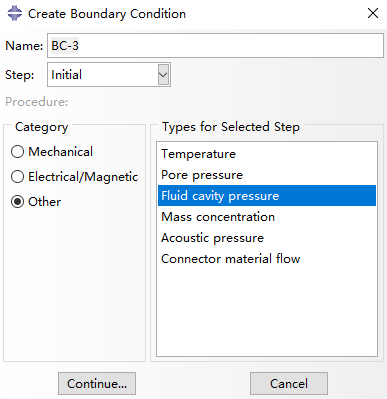 Create Boundary Condition
Name: BC-3
Step: Initial
Procedure:
Category
Mechanical
Electrical/Magnetic
Other
Types for Selected Step
Temperature
Pore pressure
Fluid cavity pressure
Mass concentration
Acoustic pressure
Connector material flow
Continue... Cancel